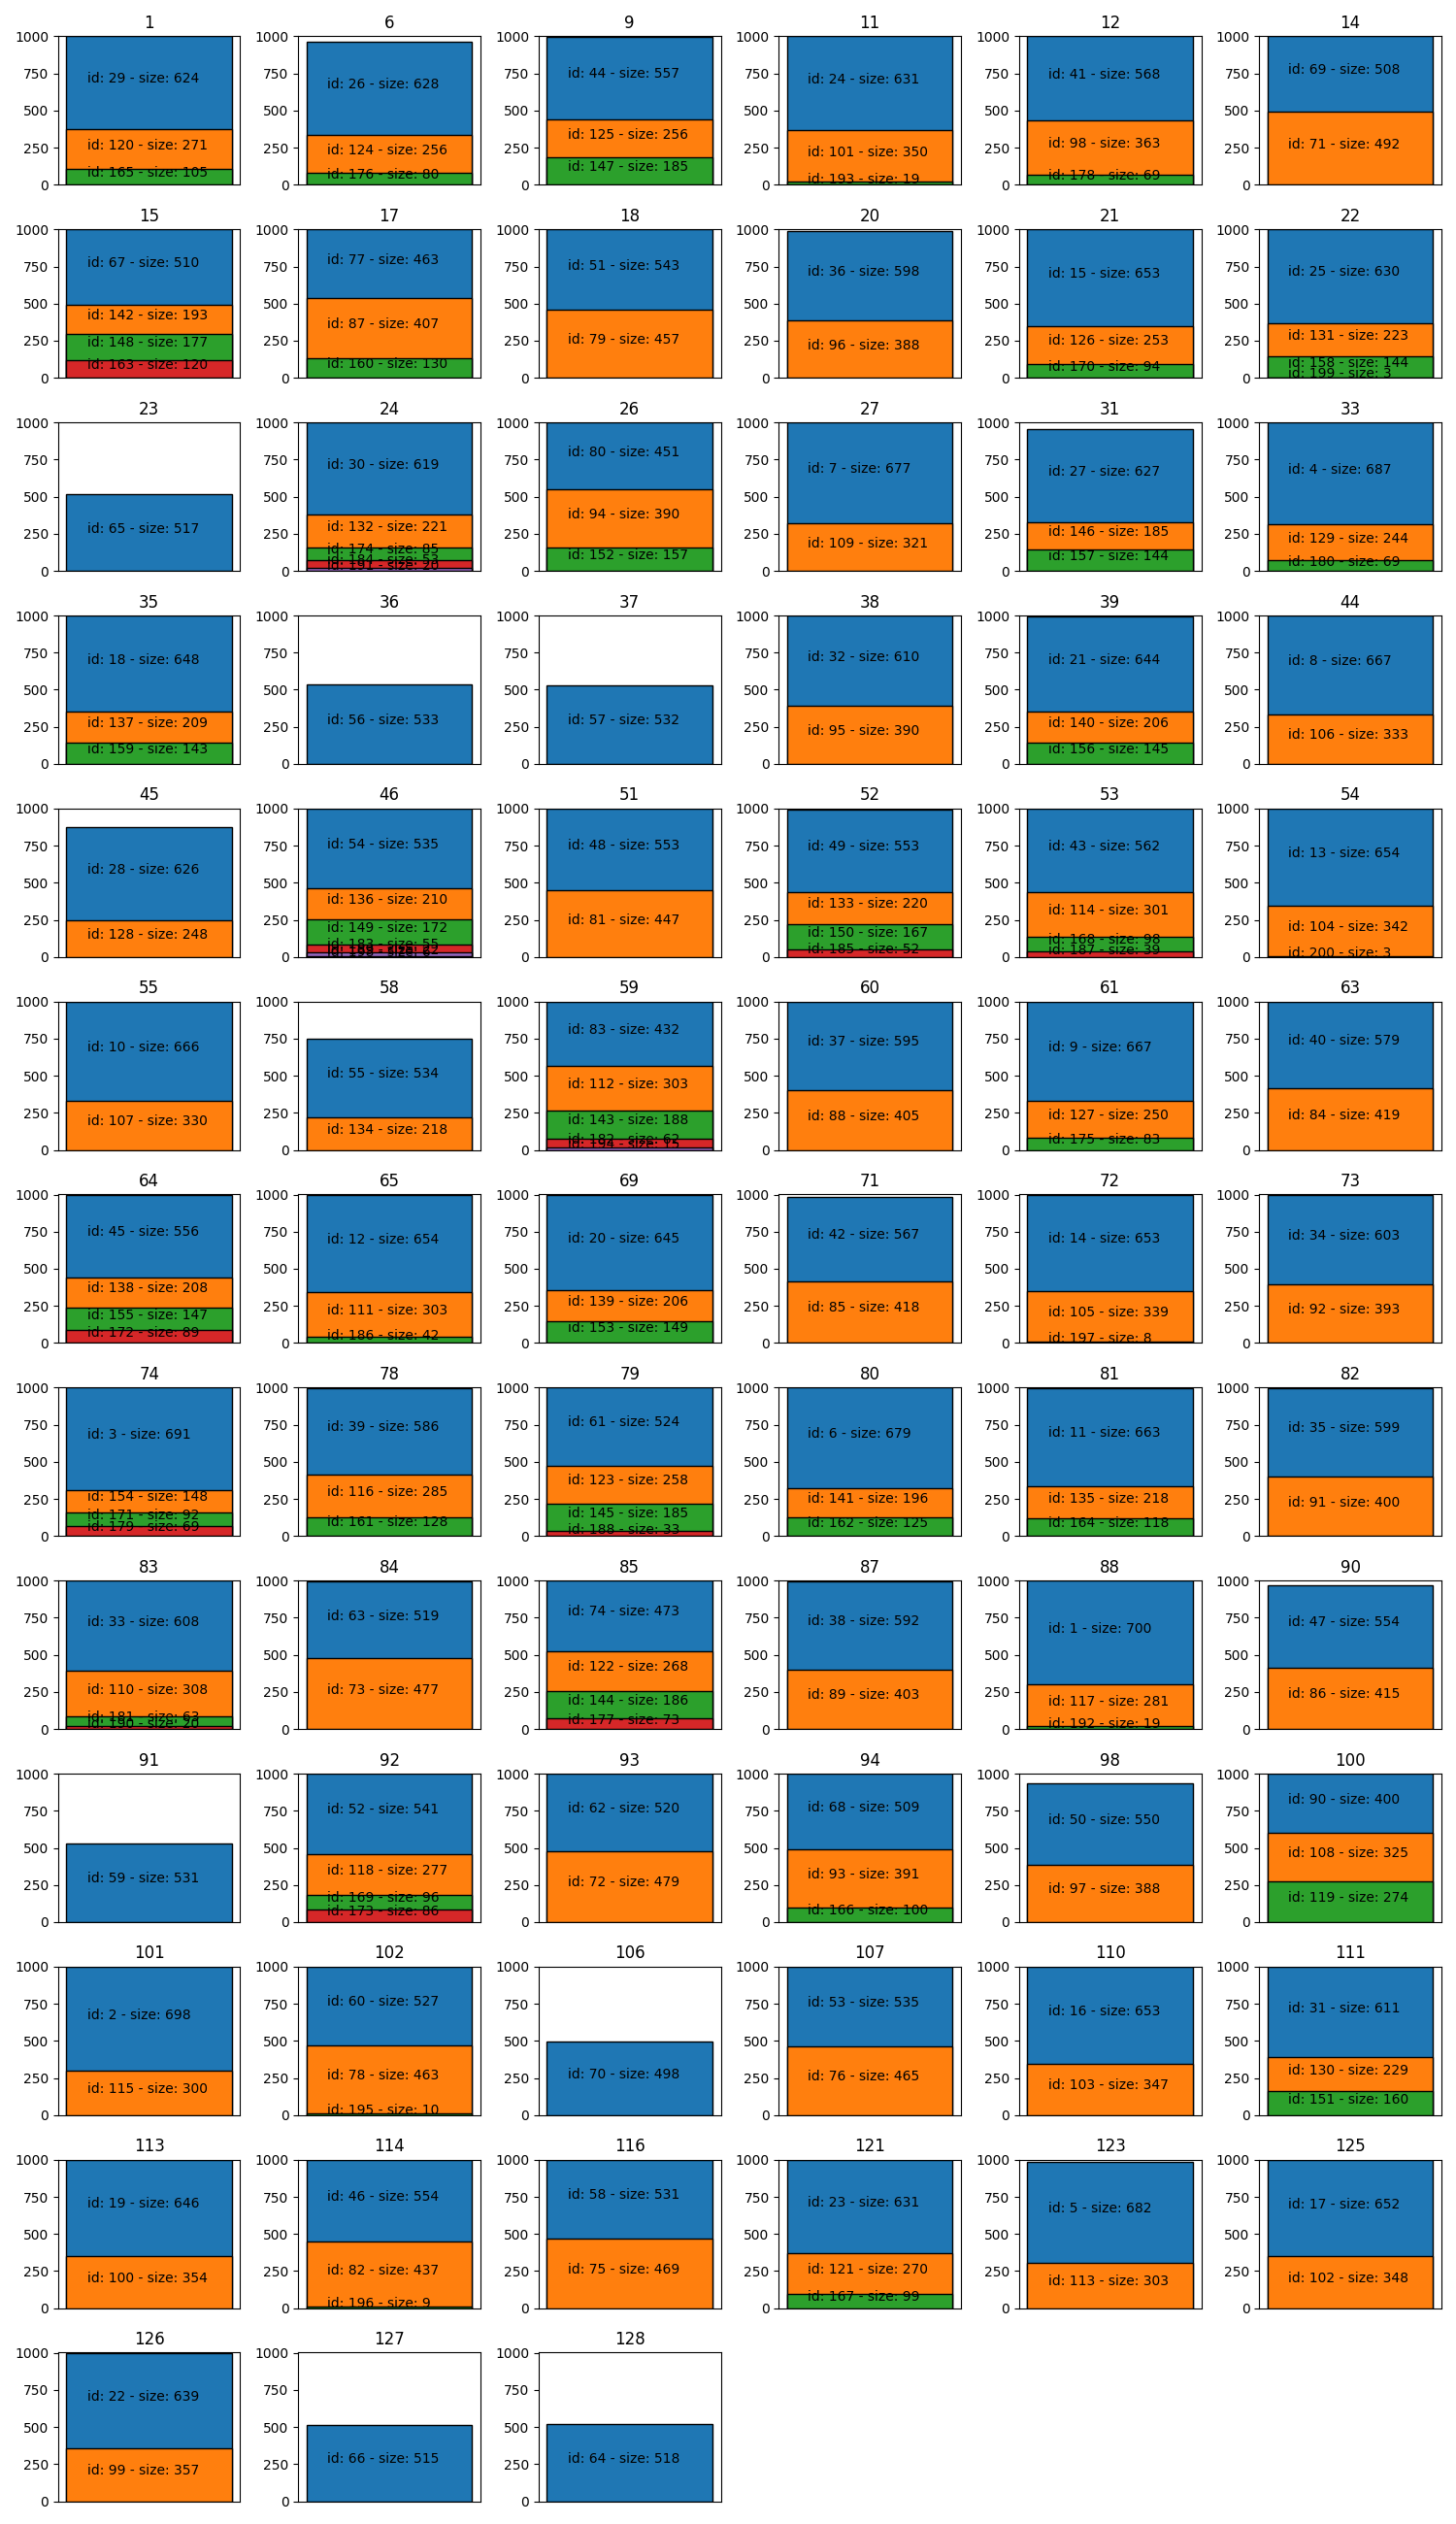 1 6 9 11 12 14
1000 1000 1000 1000 1000 1000
750 750 750 750 750 750
500 500 500 500 500 500
250 250 250 250 250 250
0 0 0 0 0 0
id: 29 - size: 624
id: 120 - size: 271
id: 165 - size: 105
id: 26 - size: 628
id: 124 - size: 256
id: 176 - size: 80
id: 44 - size: 557
id: 125 - size: 256
id: 147 - size: 185
id: 24 - size: 631
id: 101 - size: 350
id: 193 - size: 19
id: 41 - size: 568
id: 98 - size: 363
id: 178 - size: 69
id: 69 - size: 508
id: 71 - size: 492
15 17 18 20 21 22
1000 1000 1000 1000 1000 1000
750 750 750 750 750 750
500 500 500 500 500 500
250 250 250 250 250 250
0 0 0 0 0 0
id: 67 - size: 510
id: 142 - size: 193
id: 148 - size: 177
id: 163 - size: 120
id: 77 - size: 463
id: 87 - size: 407
id: 160 - size: 130
id: 51 - size: 543
id: 79 - size: 457
id: 36 - size: 598
id: 96 - size: 388
id: 15 - size: 653
id: 126 - size: 253
id: 170 - size: 94
id: 25 - size: 630
id: 131 - size: 223
id: 158 - size: 144
id: 199 - size: 3
23 24 26 27 31 33
1000 1000 1000 1000 1000 1000
750 750 750 750 750 750
500 500 500 500 500 500
250 250 250 250 250 250
0 0 0 0 0 0
id: 65 - size: 517
id: 30 - size: 619
id: 132 - size: 221
id: 174 - size: 85
id: 184 - size: 53
id: 191 - size: 20
id: 80 - size: 451
id: 94 - size: 390
id: 152 - size: 157
id: 7 - size: 677
id: 109 - size: 321
id: 27 - size: 627
id: 146 - size: 185
id: 157 - size: 144
id: 4 - size: 687
id: 129 - size: 244
id: 180 - size: 69
35 36 37 38 39 44
1000 1000 1000 1000 1000 1000
750 750 750 750 750 750
500 500 500 500 500 500
250 250 250 250 250 250
0 0 0 0 0 0
id: 18 - size: 648
id: 137 - size: 209
id: 159 - size: 143
id: 56 - size: 533
id: 57 - size: 532
id: 32 - size: 610
id: 95 - size: 390
id: 21 - size: 644
id: 140 - size: 206
id: 156 - size: 145
id: 8 - size: 667
id: 106 - size: 333
45 46 51 52 53 54
1000 1000 1000 1000 1000 1000
750 750 750 750 750 750
500 500 500 500 500 500
250 250 250 250 250 250
0 0 0 0 0 0
id: 28 - size: 626
id: 128 - size: 248
id: 54 - size: 535
id: 136 - size: 210
id: 149 - size: 172
id: 183 - size: 55
id: 48 - size: 553
id: 81 - size: 447
id: 49 - size: 553
id: 133 - size: 220
id: 150 - size: 167
id: 185 - size: 52
id: 43 - size: 562
id: 114 - size: 301
id: 168 - size: 98
id: 187 - size: 39
id: 13 - size: 654
id: 104 - size: 342
id: 200 - size: 3
55 58 59 60 61 63
1000 1000 1000 1000 1000 1000
750 750 750 750 750 750
500 500 500 500 500 500
250 250 250 250 250 250
0 0 0 0 0 0
id: 10 - size: 666
id: 107 - size: 330
id: 55 - size: 534
id: 134 - size: 218
id: 83 - size: 432
id: 112 - size: 303
id: 143 - size: 188
id: 182 - size: 62
id: 194 - size: 15
id: 37 - size: 595
id: 88 - size: 405
id: 9 - size: 667
id: 127 - size: 250
id: 175 - size: 83
id: 40 - size: 579
id: 84 - size: 419
64 65 69 71 72 73
1000 1000 1000 1000 1000 1000
750 750 750 750 750 750
500 500 500 500 500 500
250 250 250 250 250 250
0 0 0 0 0 0
id: 45 - size: 556
id: 138 - size: 208
id: 155 - size: 147
id: 172 - size: 89
id: 12 - size: 654
id: 111 - size: 303
id: 186 - size: 42
id: 20 - size: 645
id: 139 - size: 206
id: 153 - size: 149
id: 42 - size: 567
id: 85 - size: 418
id: 14 - size: 653
id: 105 - size: 339
id: 197 - size: 8
id: 34 - size: 603
id: 92 - size: 393
74 78 79 80 81 82
1000 1000 1000 1000 1000 1000
750 750 750 750 750 750
500 500 500 500 500 500
250 250 250 250 250 250
0 0 0 0 0 0
id: 3 - size: 691
id: 154 - size: 148
id: 171 - size: 92
id: 179 - size: 69
id: 39 - size: 586
id: 116 - size: 285
id: 161 - size: 128
id: 61 - size: 524
id: 123 - size: 258
id: 145 - size: 185
id: 188 - size: 33
id: 6 - size: 679
id: 141 - size: 196
id: 162 - size: 125
id: 11 - size: 663
id: 135 - size: 218
id: 164 - size: 118
id: 35 - size: 599
id: 91 - size: 400
83 84 85 87 88 90
1000 1000 1000 1000 1000 1000
750 750 750 750 750 750
500 500 500 500 500 500
250 250 250 250 250 250
0 0 0 0 0 0
id: 33 - size: 608
id: 110 - size: 308
id: 181 - size: 63
id: 190 - size: 20
id: 63 - size: 519
id: 73 - size: 477
id: 74 - size: 473
id: 122 - size: 268
id: 144 - size: 186
id: 177 - size: 73
id: 38 - size: 592
id: 89 - size: 403
id: 1 - size: 700
id: 117 - size: 281
id: 192 - size: 19
id: 47 - size: 554
id: 86 - size: 415
91 92 93 94 98 100
1000 1000 1000 1000 1000 1000
750 750 750 750 750 750
500 500 500 500 500 500
250 250 250 250 250 250
0 0 0 0 0 0
id: 59 - size: 531
id: 52 - size: 541
id: 118 - size: 277
id: 169 - size: 96
id: 173 - size: 86
id: 62 - size: 520
id: 72 - size: 479
id: 68 - size: 509
id: 93 - size: 391
id: 166 - size: 100
id: 50 - size: 550
id: 97 - size: 388
id: 90 - size: 400
id: 108 - size: 325
id: 119 - size: 274
101 102 106 107 110 111
1000 1000 1000 1000 1000 1000
750 750 750 750 750 750
500 500 500 500 500 500
250 250 250 250 250 250
0 0 0 0 0 0
id: 2 - size: 698
id: 115 - size: 300
id: 60 - size: 527
id: 78 - size: 463
id: 195 - size: 10
id: 70 - size: 498
id: 53 - size: 535
id: 76 - size: 465
id: 16 - size: 653
id: 103 - size: 347
id: 31 - size: 611
id: 130 - size: 229
id: 151 - size: 160
113 114 116 121 123 125
1000 1000 1000 1000 1000 1000
750 750 750 750 750 750
500 500 500 500 500 500
250 250 250 250 250 250
0 0 0 0 0 0
id: 19 - size: 646
id: 100 - size: 354
id: 46 - size: 554
id: 82 - size: 437
id: 196 - size: 9
id: 58 - size: 531
id: 75 - size: 469
id: 23 - size: 631
id: 121 - size: 270
id: 167 - size: 99
id: 5 - size: 682
id: 113 - size: 303
id: 17 - size: 652
id: 102 - size: 348
126 127 128
1000 1000 1000
750 750 750
500 500 500
250 250 250
0 0 0
id: 22 - size: 639
id: 99 - size: 357
id: 66 - size: 515
id: 64 - size: 518